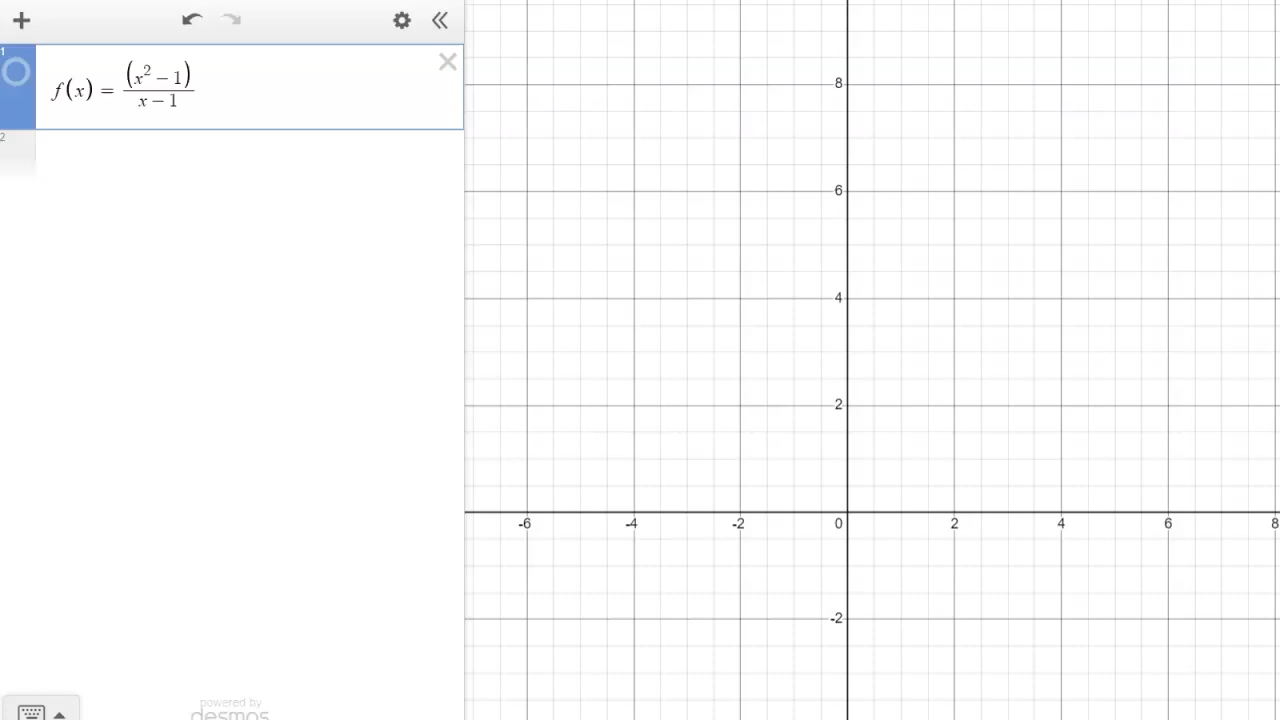 1
f(x) = (x² − 1)/(x − 1)
2
8
6
4
2
-6 -4 -2 0 2 4 6 8
-2
powered by
desmos